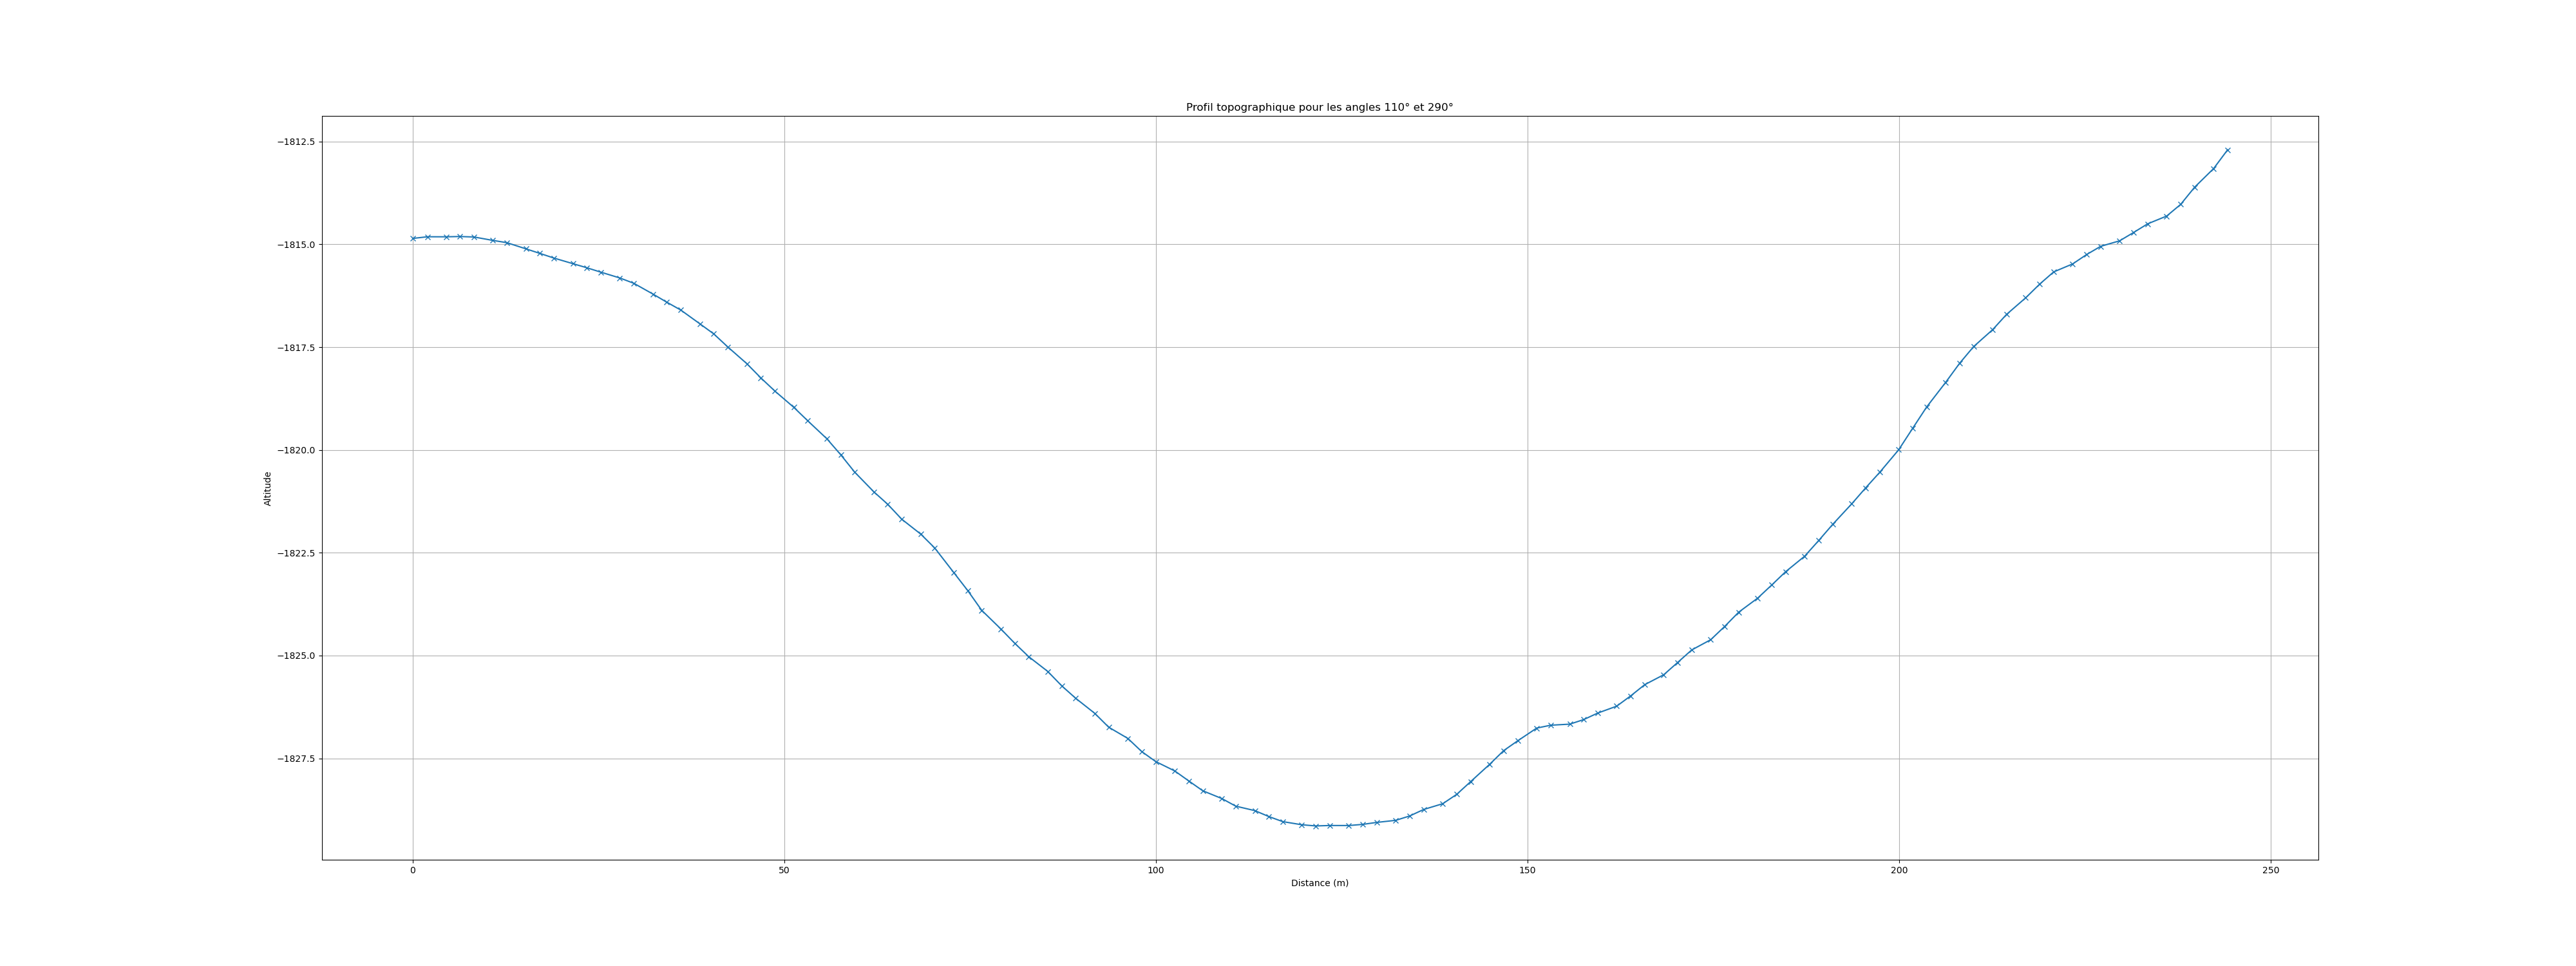 Profil topographique pour les angles 110° et 290°
−1812.5
−1815.0
−1817.5
−1820.0
−1822.5
−1825.0
−1827.5
Altitude
0 50 100 150 200 250
Distance (m)